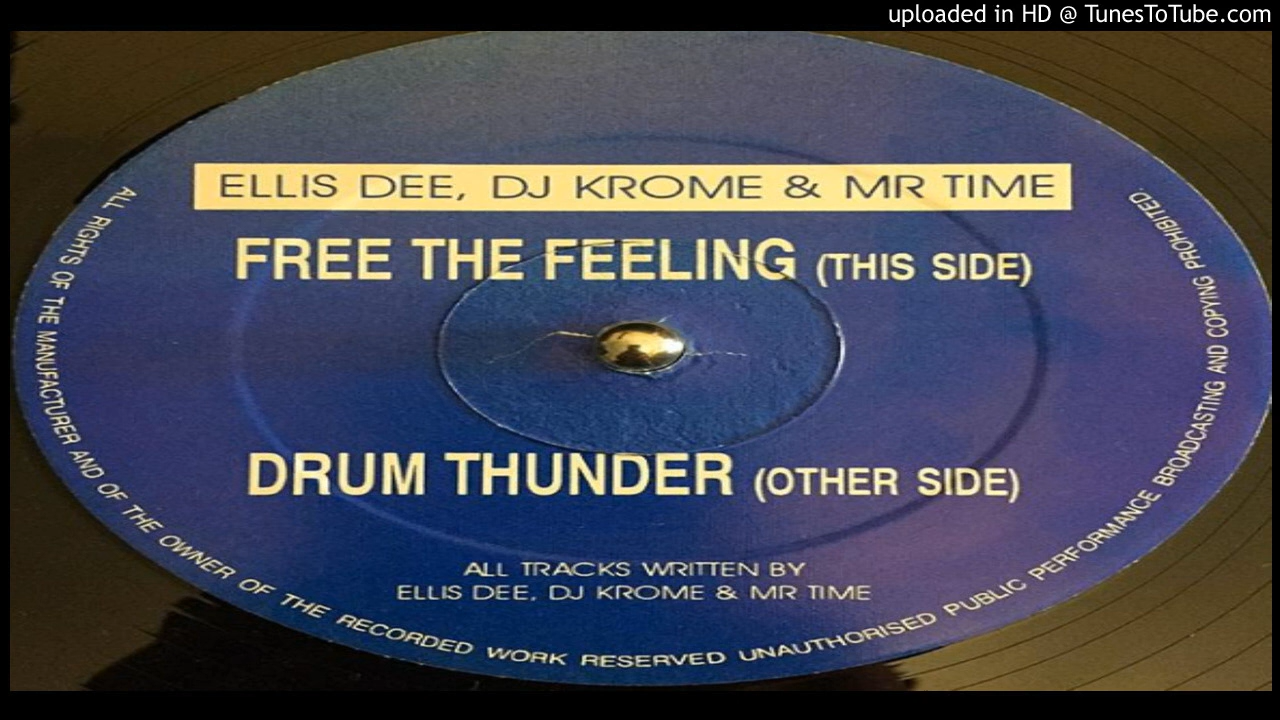 uploaded in HD @ TunesToTube.com
ELLIS DEE, DJ KROME & MR TIME
FREE THE FEELING (THIS SIDE)
DRUM THUNDER (OTHER SIDE)
ALL TRACKS WRITTEN BY
ELLIS DEE, DJ KROME & MR TIME
ALL RIGHTS OF THE MANUFACTURER AND OF THE OWNER OF THE RECORDED WORK RESERVED UNAUTHORISED PUBLIC PERFORMANCE BROADCASTING AND COPYING PROHIBITED.